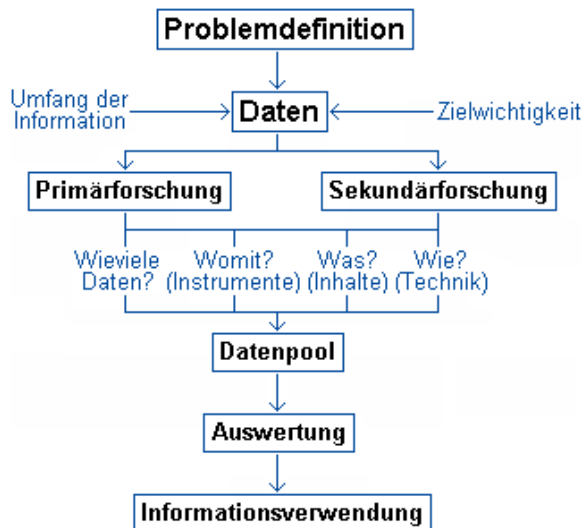 Problemdefinition
Umfang der
Information
Daten
Zielwichtigkeit
Primärforschung
Sekundärforschung
Wieviele
Daten?
Womit?
(Instrumente)
Was?
(Inhalte)
Wie?
(Technik)
Datenpool
Auswertung
Informationsverwendung